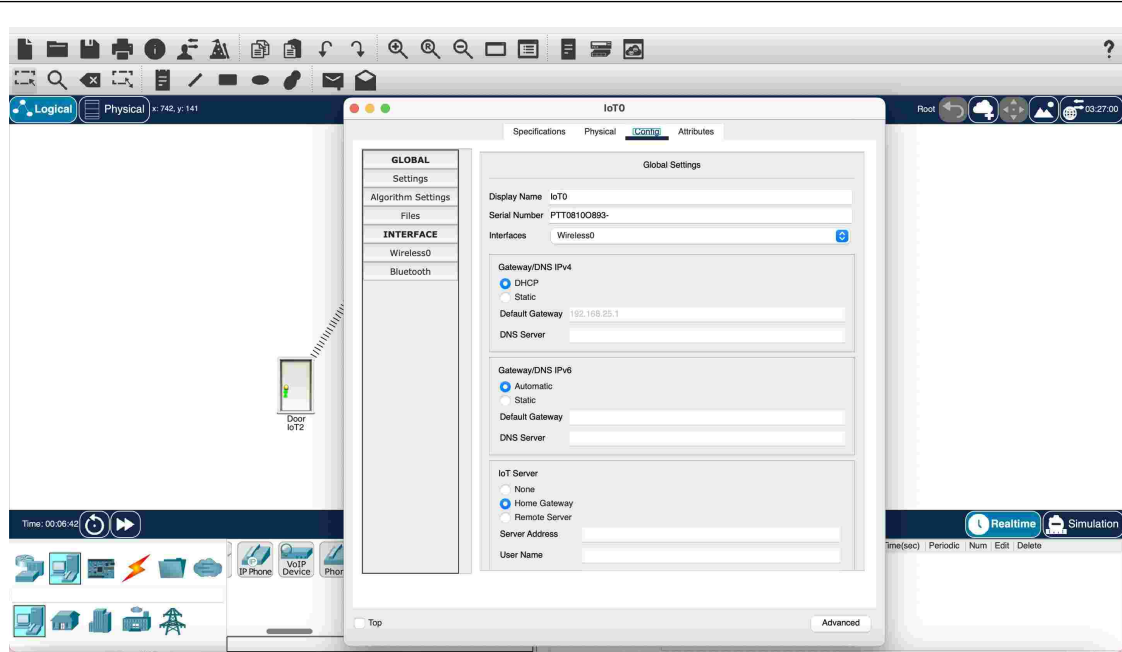 ?
Logical Physical x: 742, y: 141
IoT0
Root 03:27:00
Specifications Physical Config Attributes
GLOBAL
Settings
Algorithm Settings
Files
INTERFACE
Wireless0
Bluetooth
Global Settings
Display Name IoT0
Serial Number PTT0810O893-
Interfaces Wireless0
Gateway/DNS IPv4
DHCP
Static
Default Gateway 192.168.25.1
DNS Server
Gateway/DNS IPv6
Automatic
Static
Default Gateway
DNS Server
IoT Server
None
Home Gateway
Remote Server
Server Address
User Name
Top
Advanced
Door
IoT2
Time: 00:06:42
Realtime Simulation
Time(sec) Periodic Num Edit Delete
IP Phone
VoIP
Device
Phor